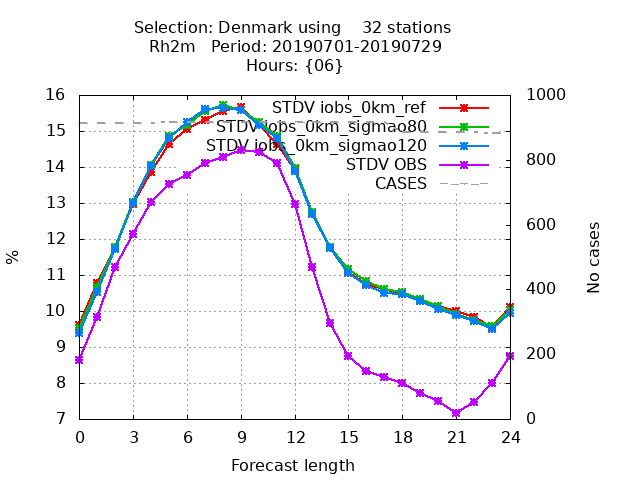 Selection: Denmark using    32 stations
Rh2m   Period: 20190701-20190729
Hours: {06}
STDV iobs_0km_ref
STDV iobs_0km_sigmao80
STDV iobs_0km_sigmao120
STDV OBS
CASES
16
15
14
13
12
11
10
9
8
7
%
1000
800
600
400
200
0
No cases
0 3 6 9 12 15 18 21 24
Forecast length